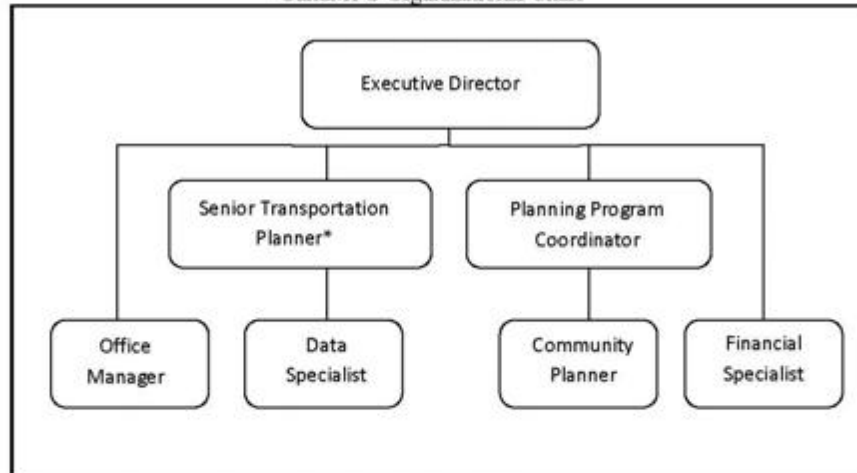 Executive Director
Senior Transportation
Planner*
Planning Program
Coordinator
Office
Manager
Data
Specialist
Community
Planner
Financial
Specialist